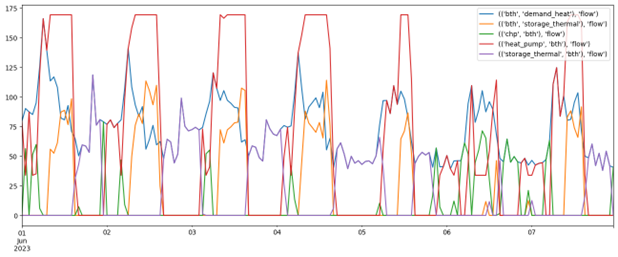 175
150
125
100
75
50
25
0
(('bth', 'demand_heat'), 'flow')
(('bth', 'storage_thermal'), 'flow')
(('chp', 'bth'), 'flow')
(('heat_pump', 'bth'), 'flow')
(('storage_thermal', 'bth'), 'flow')
01 02 03 04 05 06 07
Jun
2023